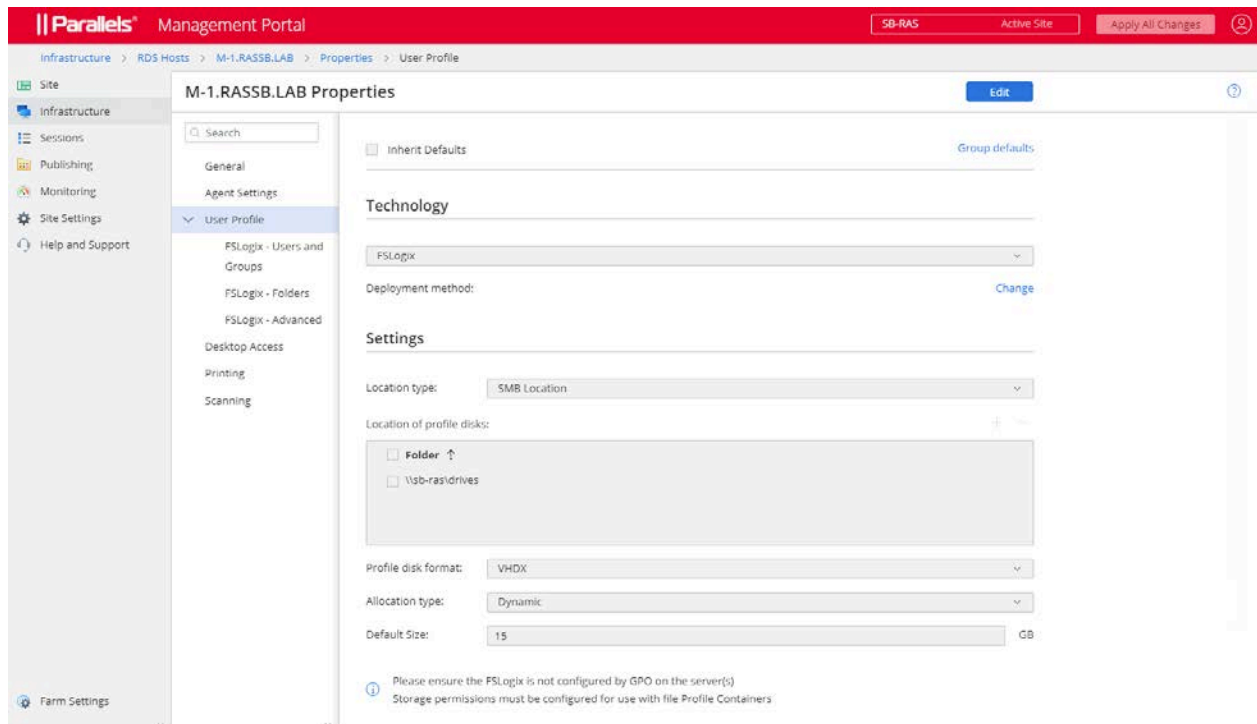 Parallels® Management Portal
SB-RAS Active Site
Apply All Changes
Infrastructure > RDS Hosts > M-1.RASSB.LAB > Properties > User Profile
Site
Infrastructure
Sessions
Publishing
Monitoring
Site Settings
Help and Support
Farm Settings
M-1.RASSB.LAB Properties
Edit
Search
General
Agent Settings
User Profile
FSLogix - Users and
Groups
FSLogix - Folders
FSLogix - Advanced
Desktop Access
Printing
Scanning
Inherit Defaults Group defaults
Technology
FSLogix
Deployment method: Change
Settings
Location type: SMB Location
Location of profile disks:
Folder ↑
\\sb-ras\drives
Profile disk format: VHDX
Allocation type: Dynamic
Default Size: 15 GB
Please ensure the FSLogix is not configured by GPO on the server(s)
Storage permissions must be configured for use with file Profile Containers